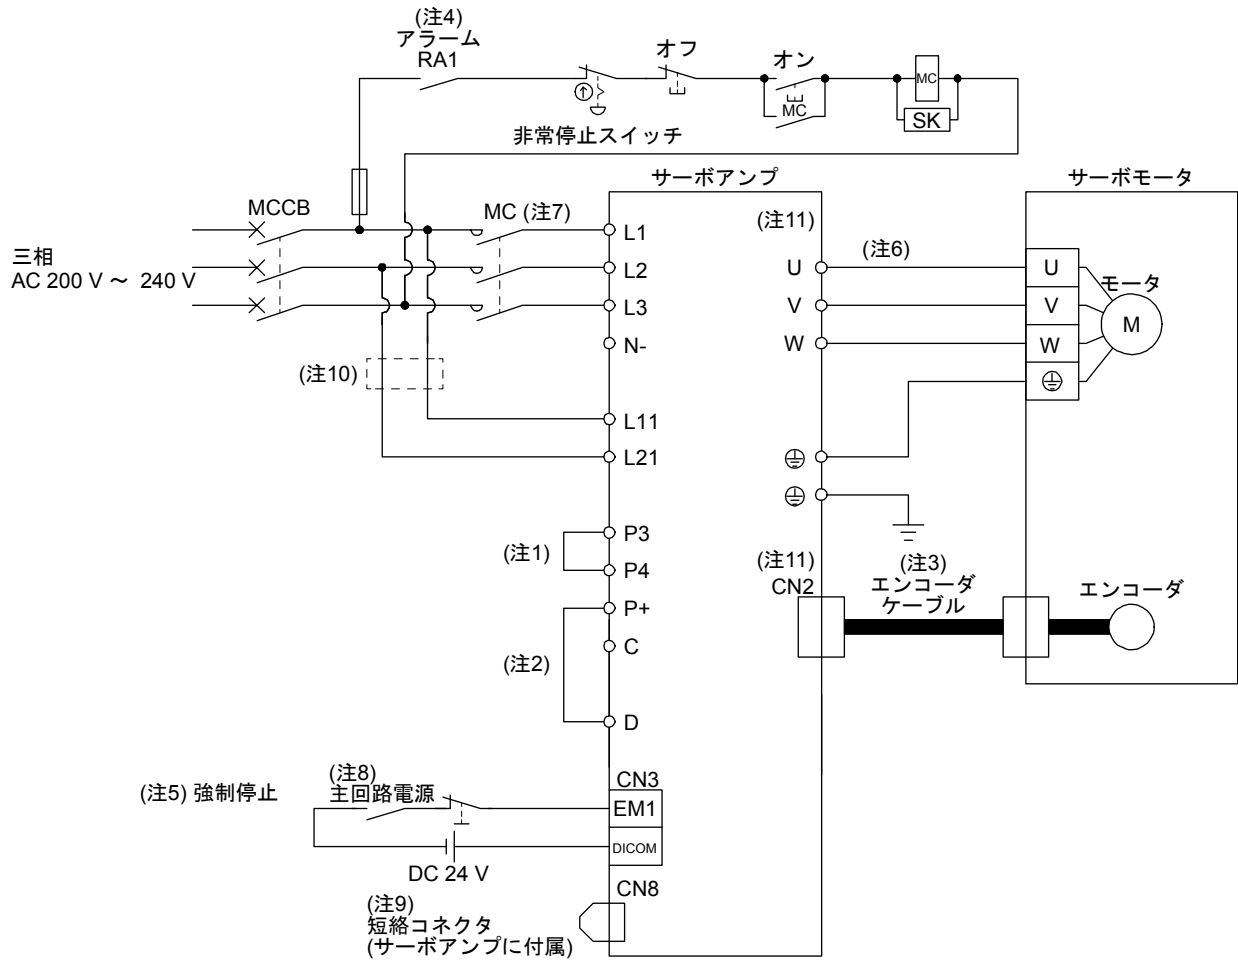 (注4)
アラーム
RA1
オフ
オン
MC
MC
SK
非常停止スイッチ
サーボアンプ
サーボモータ
MCCB
MC (注7)
三相
AC 200 V ～ 240 V
L1
L2
L3
N-
(注10)
L11
L21
(注11)
U
V
W
(注6)
U
V
W
モータ
M
(注1)
P3
P4
(注2)
P+
C
D
(注11)
CN2
(注3)
エンコーダ
ケーブル
エンコーダ
(注5) 強制停止
(注8)
主回路電源
DC 24 V
CN3
EM1
DICOM
CN8
(注9)
短絡コネクタ
(サーボアンプに付属)